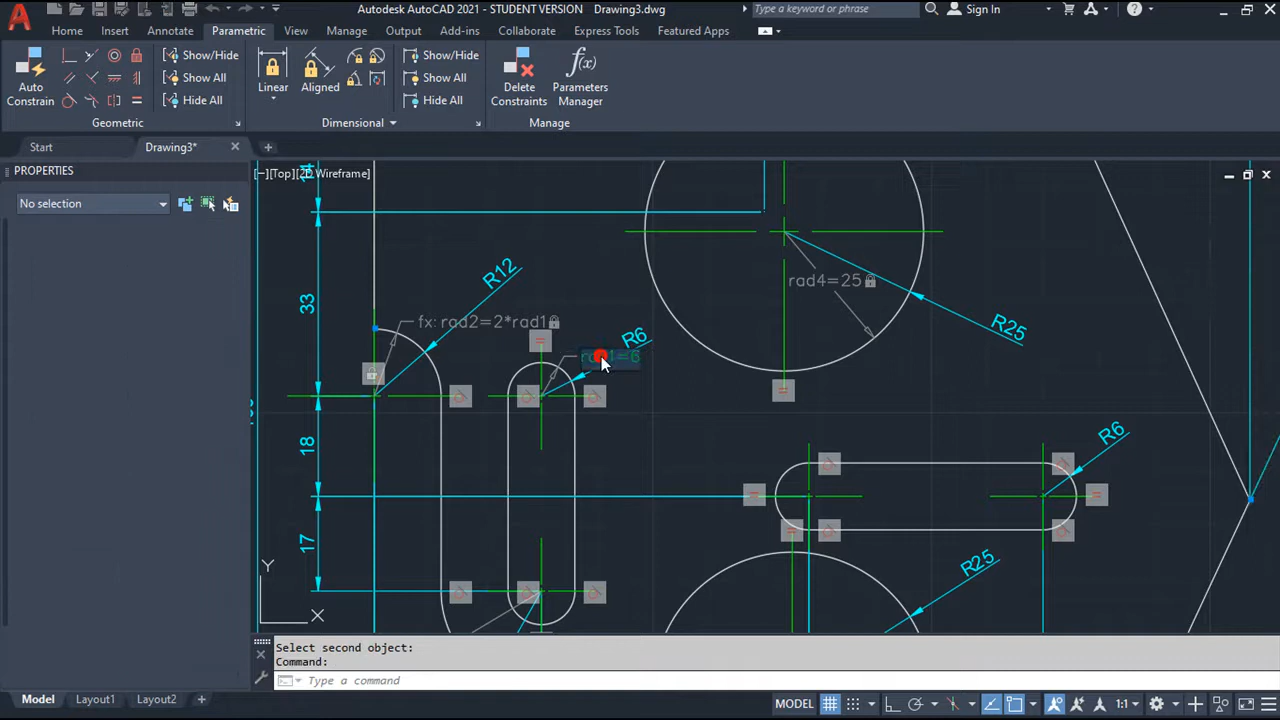 Autodesk AutoCAD 2021 - STUDENT VERSION Drawing3.dwg
Type a keyword or phrase
Sign In
Home Insert Annotate Parametric View Manage Output Add-ins Collaborate Express Tools Featured Apps
Auto Constrain
Show/Hide
Show All
Hide All
Geometric
Linear
Aligned
Show/Hide
Show All
Hide All
Dimensional
Delete Constraints
Parameters Manager
Manage
Start
Drawing3*
PROPERTIES
[−][Top][2D Wireframe]
No selection
R12
33
fx: rad2=2*rad1
R6
rad4=25
R25
18
R6
17
R25
Y
X
Select second object:
Command:
Type a command
Model Layout1 Layout2
MODEL
1:1